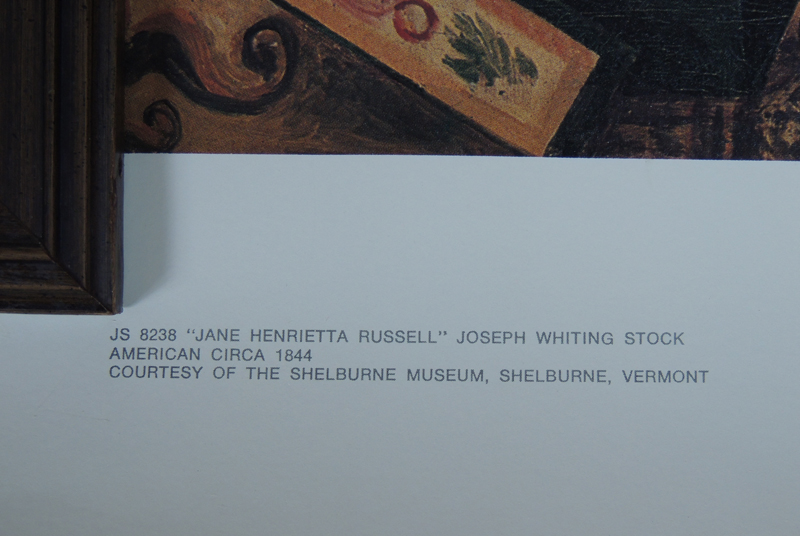 JS 8238 “JANE HENRIETTA RUSSELL” JOSEPH WHITING STOCK
AMERICAN CIRCA 1844
COURTESY OF THE SHELBURNE MUSEUM, SHELBURNE, VERMONT